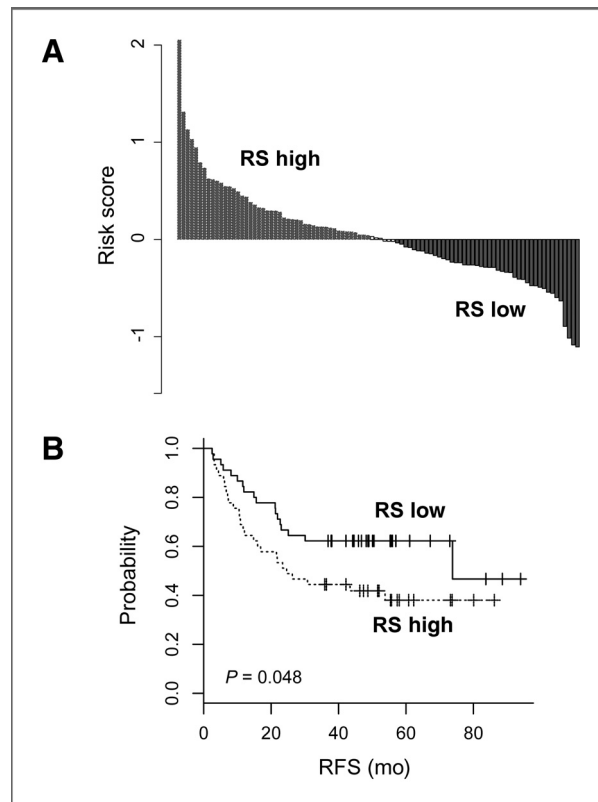 A
2
1
0
-1
Risk score
RS high
RS low
B
1.0
0.8
0.6
0.4
0.2
0.0
Probability
RS low
RS high
P = 0.048
0 20 40 60 80
RFS (mo)